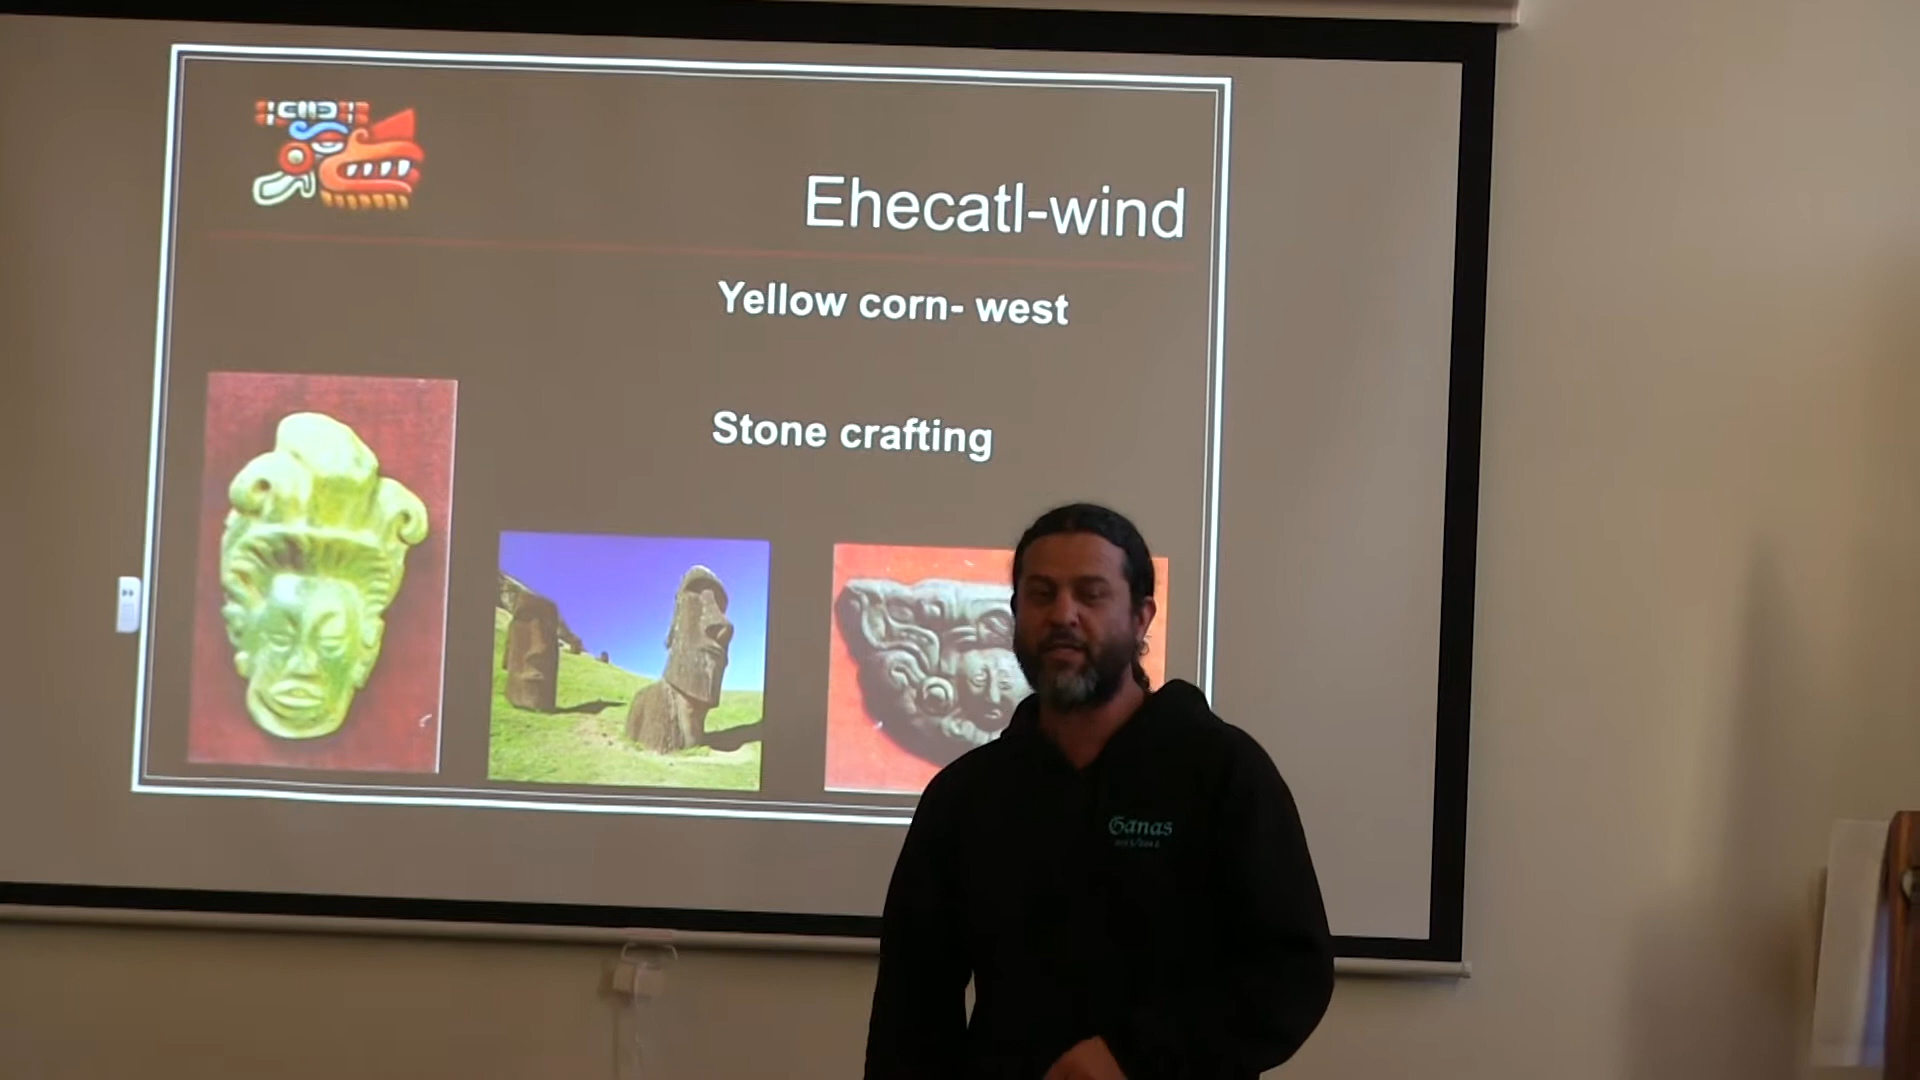 Ehecatl-wind
Yellow corn- west
Stone crafting
Ganas